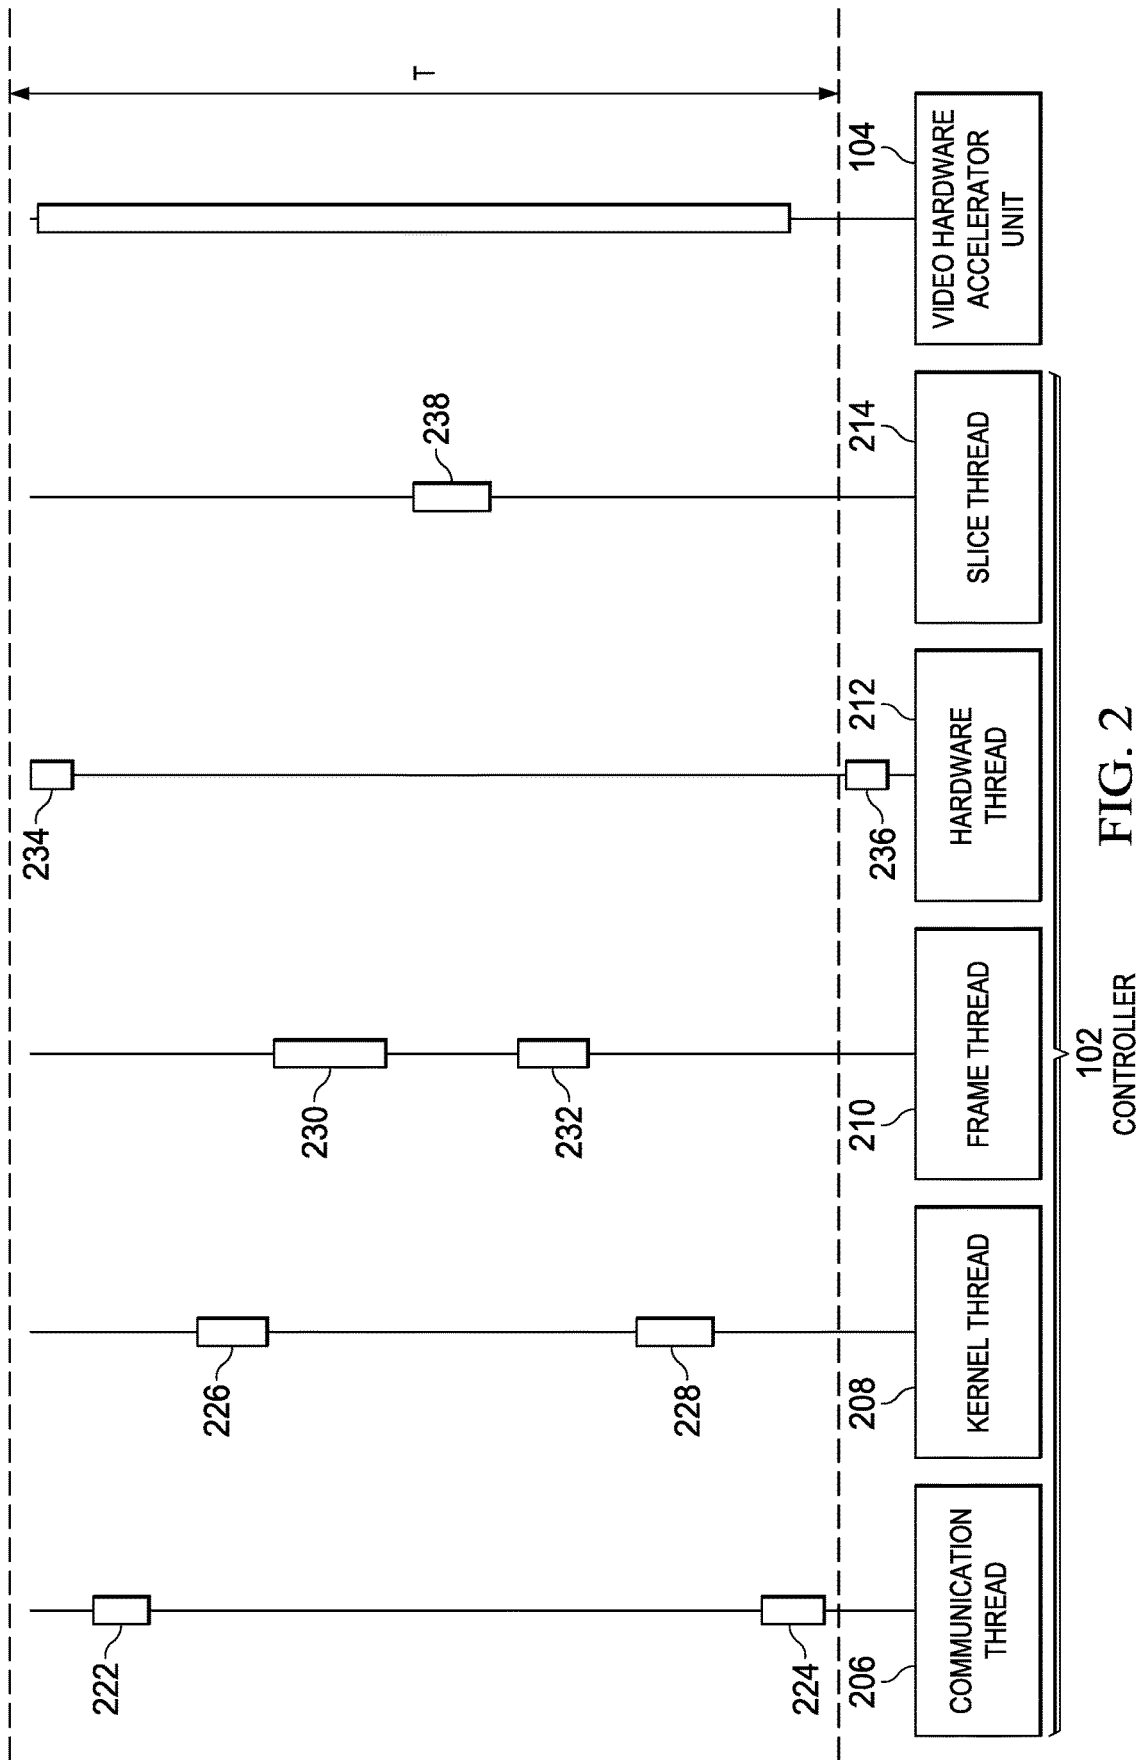 T
222
224
226
228
230
232
234
236
238
206
208
210
212
214
104
COMMUNICATION
THREAD
KERNEL THREAD
FRAME THREAD
HARDWARE
THREAD
SLICE THREAD
VIDEO HARDWARE
ACCELERATOR
UNIT
102
CONTROLLER
FIG. 2